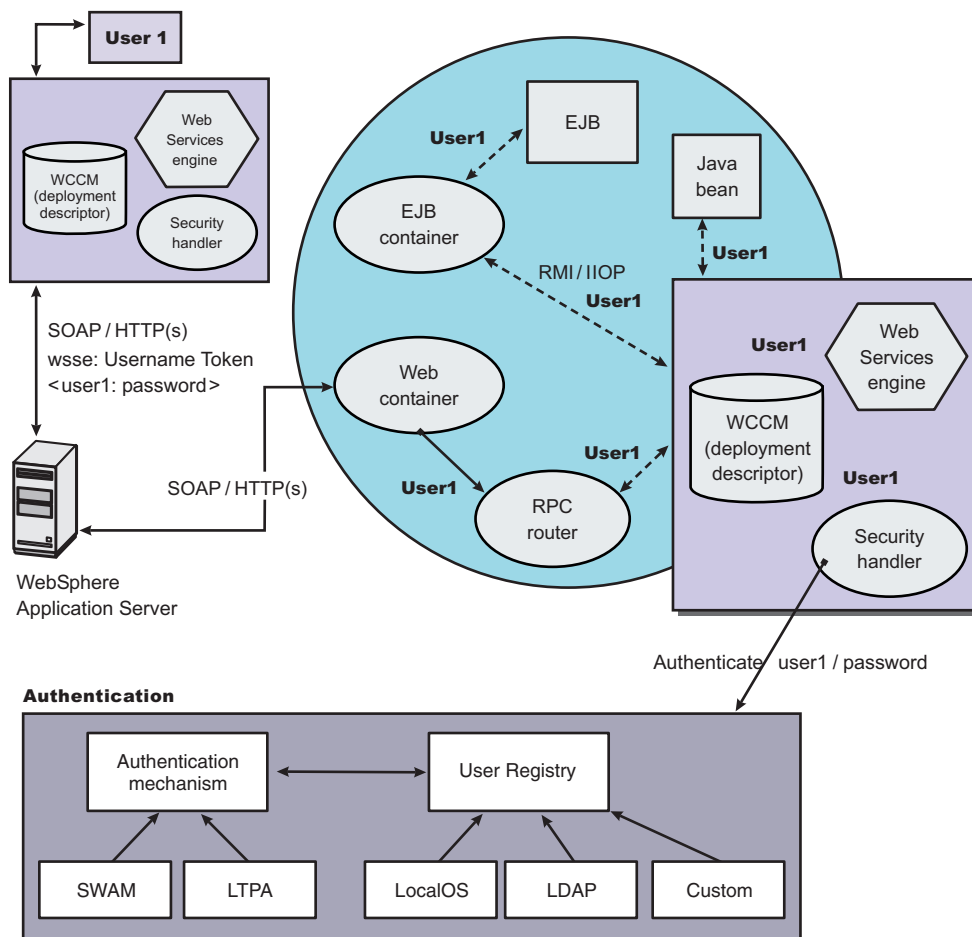 User 1
Web
Services
engine
WCCM
(deployment
descriptor)
Security
handler
SOAP / HTTP(s)
wsse: Username Token
<user1: password>
WebSphere
Application Server
SOAP / HTTP(s)
EJB
User1
EJB
container
Java
bean
User1
RMI / IIOP
User1
Web
container
User1
RPC
router
User1
User1
Web
Services
engine
WCCM
(deployment
descriptor)
User1
Security
handler
Authenticate user1 / password
Authentication
Authentication
mechanism
User Registry
SWAM
LTPA
LocalOS
LDAP
Custom